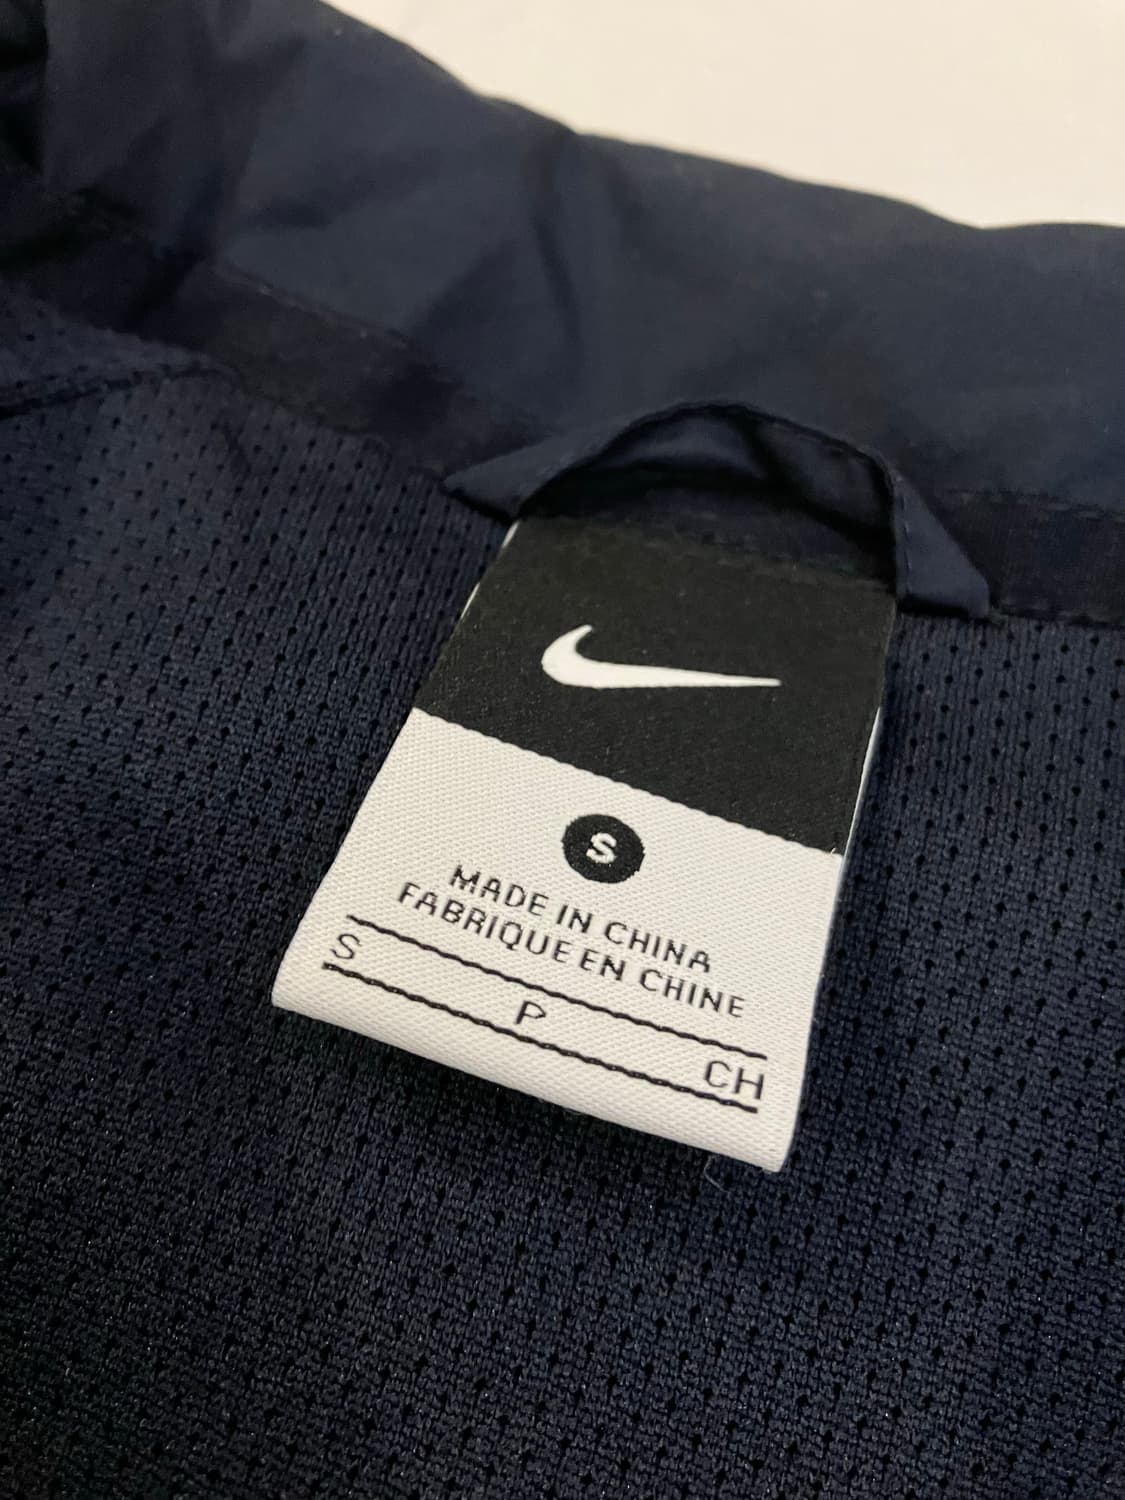 S
MADE IN CHINA
FABRIQUE EN CHINE
S P CH